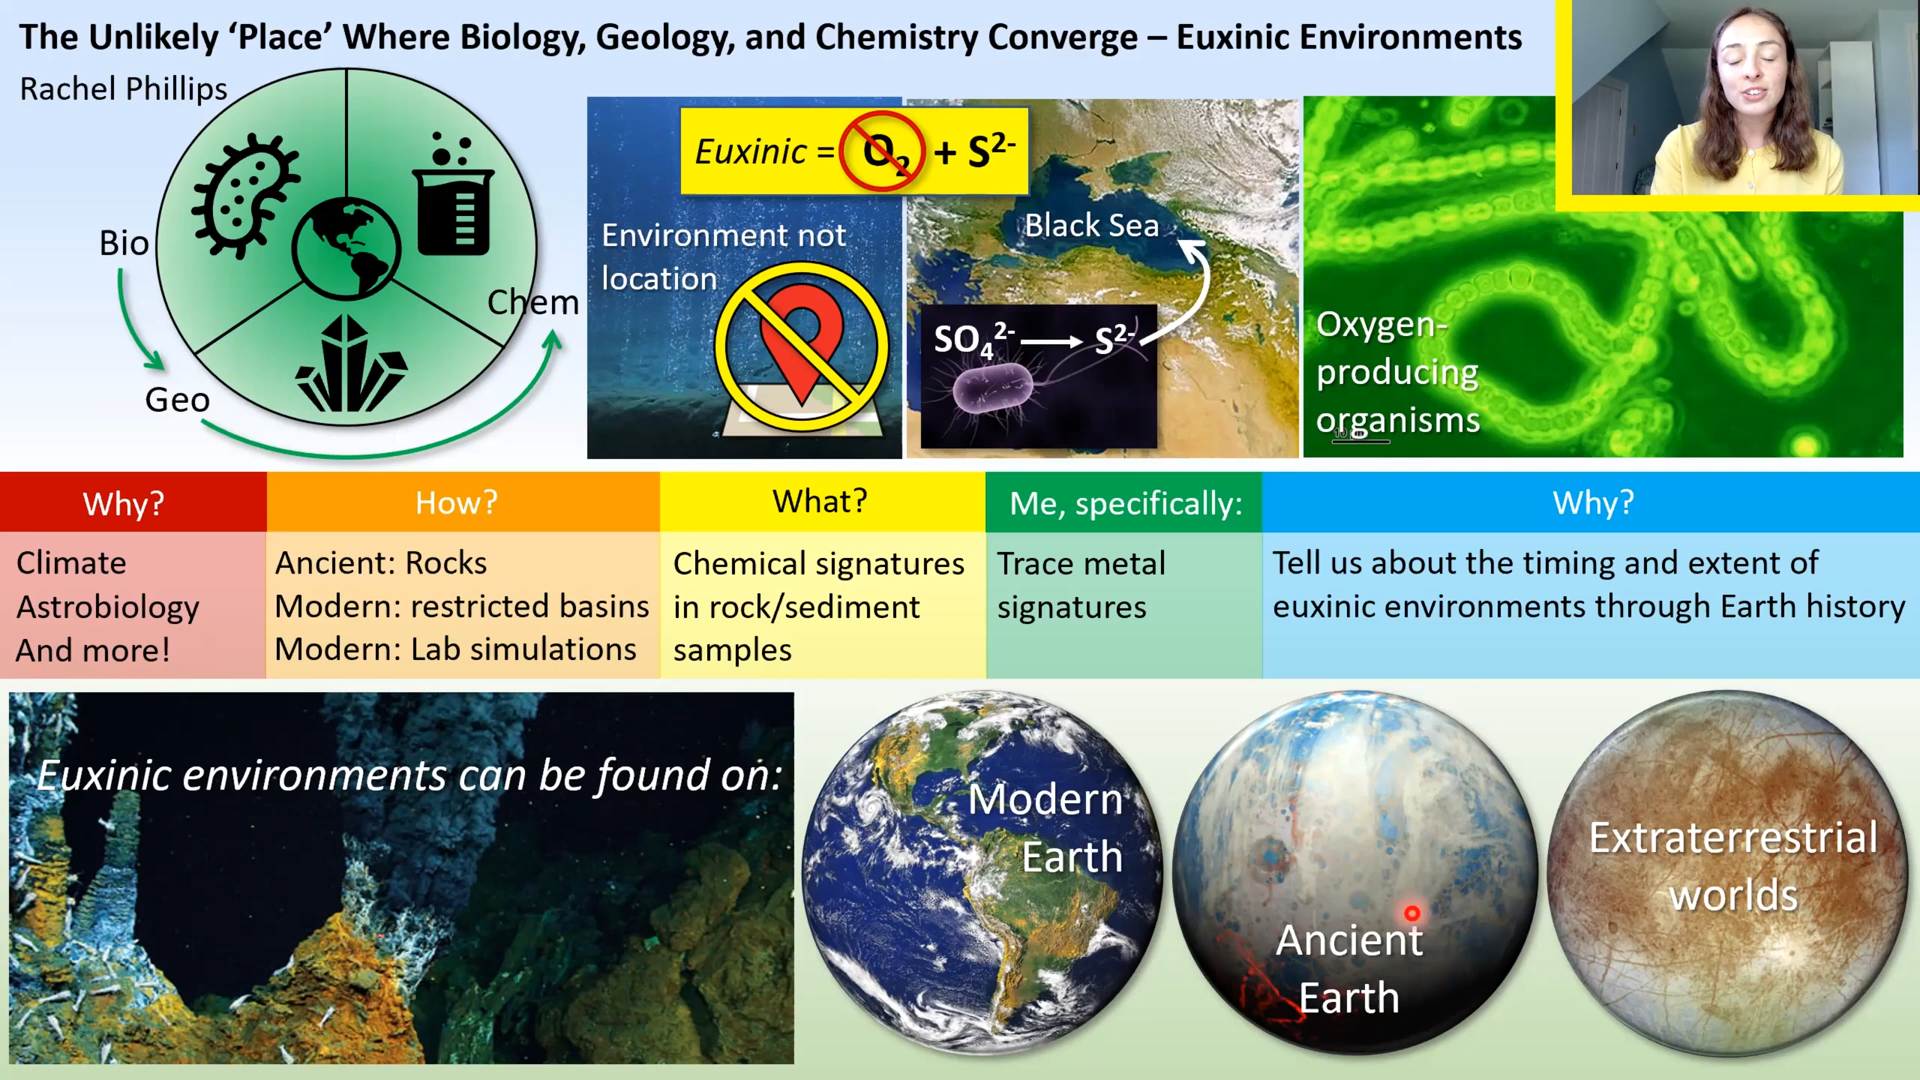 The Unlikely ‘Place’ Where Biology, Geology, and Chemistry Converge – Euxinic Environments
Rachel Phillips
Bio
Geo
Chem
Euxinic = O₂ + S²⁻
Environment not
location
Black Sea
SO₄²⁻ → S²⁻
Oxygen-
producing
organisms
Why?
Climate
Astrobiology
And more!
How?
Ancient: Rocks
Modern: restricted basins
Modern: Lab simulations
What?
Chemical signatures
in rock/sediment
samples
Me, specifically:
Trace metal
signatures
Why?
Tell us about the timing and extent of
euxinic environments through Earth history
Euxinic environments can be found on:
Modern
Earth
Ancient
Earth
Extraterrestrial
worlds